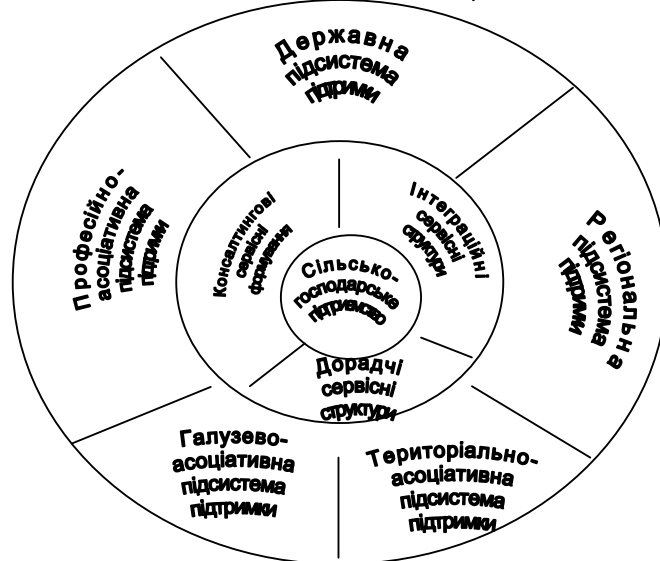 Державна
підсистема
підтримки
Професійно-
асоціативна
підсистема
підтримки
Регіональна
підсистема
підтримки
Консалтингові
сервісні
формування
Інтеграційні
сервісні
структури
Сільсько-
господарське
підприємство
Дорадчі
сервісні
структури
Галузево-
асоціативна
підсистема
підтримки
Територіально-
асоціативна
підсистема
підтримки